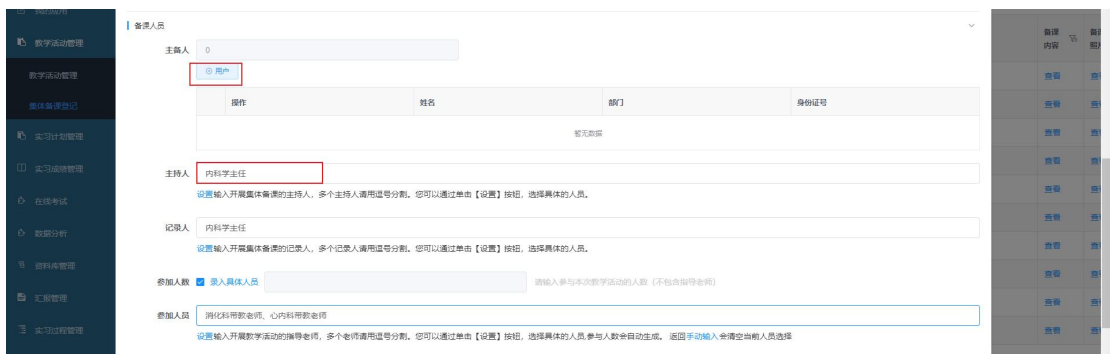 备课人员
教学活动管理
教学活动管理
集体备课登记
实习计划管理
实习成绩管理
在线考试
数据分析
资料库管理
汇报管理
实习过程管理
主备人 0
用户
操作 姓名 部门 身份证号
暂无数据
主持人 内科学主任
设置输入开展集体备课的主持人，多个主持人请用逗号分割。您可以通过单击【设置】按钮，选择具体的人员。
记录人 内科学主任
设置输入开展集体备课的记录人，多个记录人请用逗号分割。您可以通过单击【设置】按钮，选择具体的人员。
参加人数 录入具体人员 请输入参与本次教学活动的人数（不包含指导老师）
参加人员 消化科带教老师、心内科带教老师
设置输入开展教学活动的指导老师，多个老师请用逗号分割。您可以通过单击【设置】按钮，选择具体的人员,参与人数会自动生成。 返回手动输入会清空当前人员选择
备课
内容
查看
查看
查看
查看
查看
查看
查看
查看
查看
查看